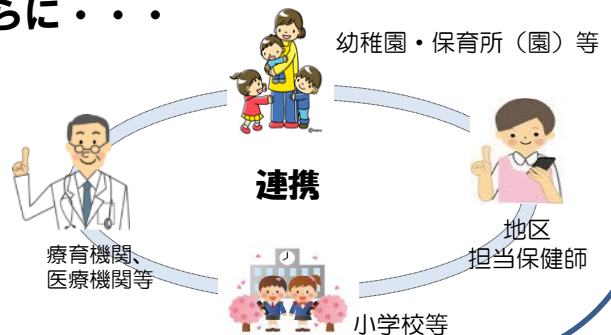 らに・・・
幼稚園・保育所（園）等
連携
地区
担当保健師
療育機関、
医療機関等
小学校等